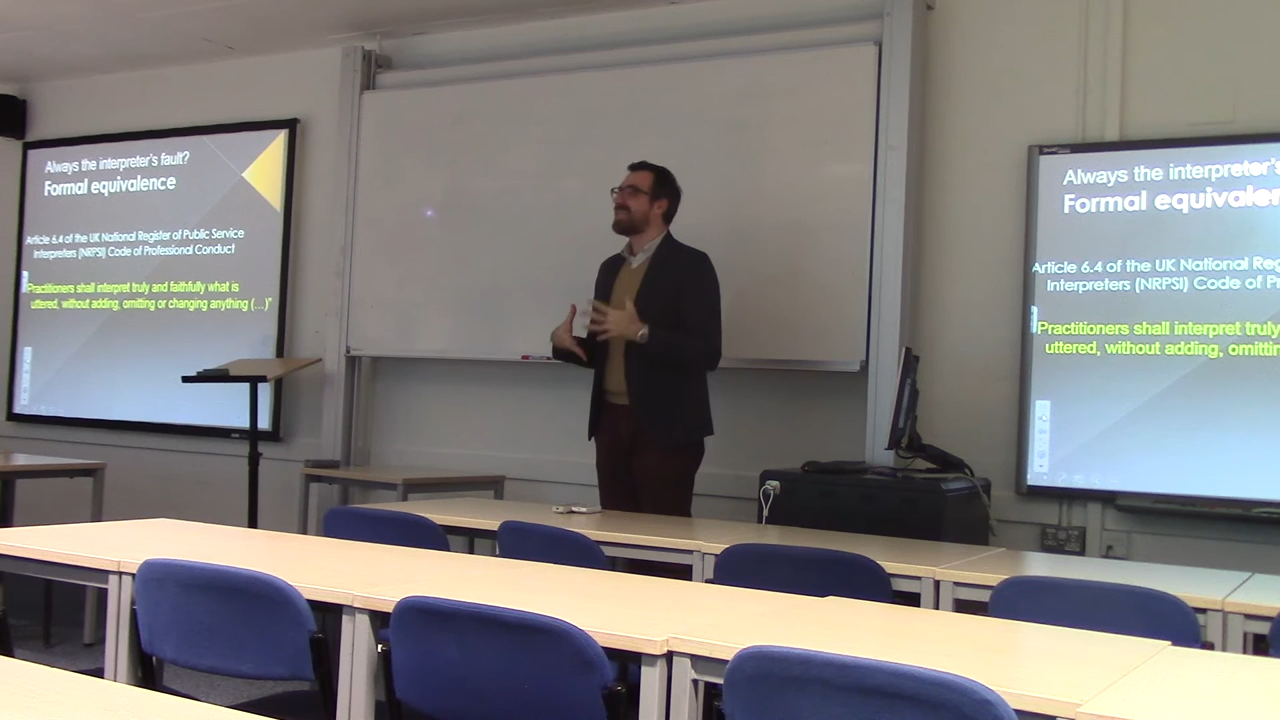 Always the interpreter's fault?
Formal equivalence
Article 6.4 of the UK National Register of Public Service
Interpreters (NRPSI) Code of Professional Conduct
Practitioners shall interpret truly and faithfully what is
uttered, without adding, omitting or changing anything (...)"
Always the interpreter's
Formal equivalen
Article 6.4 of the UK National Reg
Interpreters (NRPSI) Code of P
Practitioners shall interpret truly
uttered, without adding, omittin